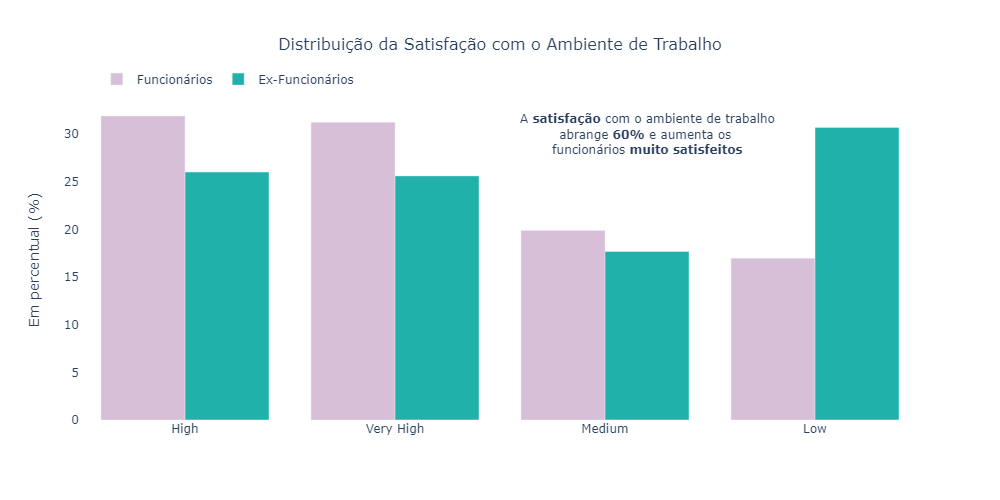 Distribuição da Satisfação com o Ambiente de Trabalho
Funcionários
Ex-Funcionários
A satisfação com o ambiente de trabalho
abrange 60% e aumenta os
funcionários muito satisfeitos
Em percentual (%)
30
25
20
15
10
5
0
High
Very High
Medium
Low